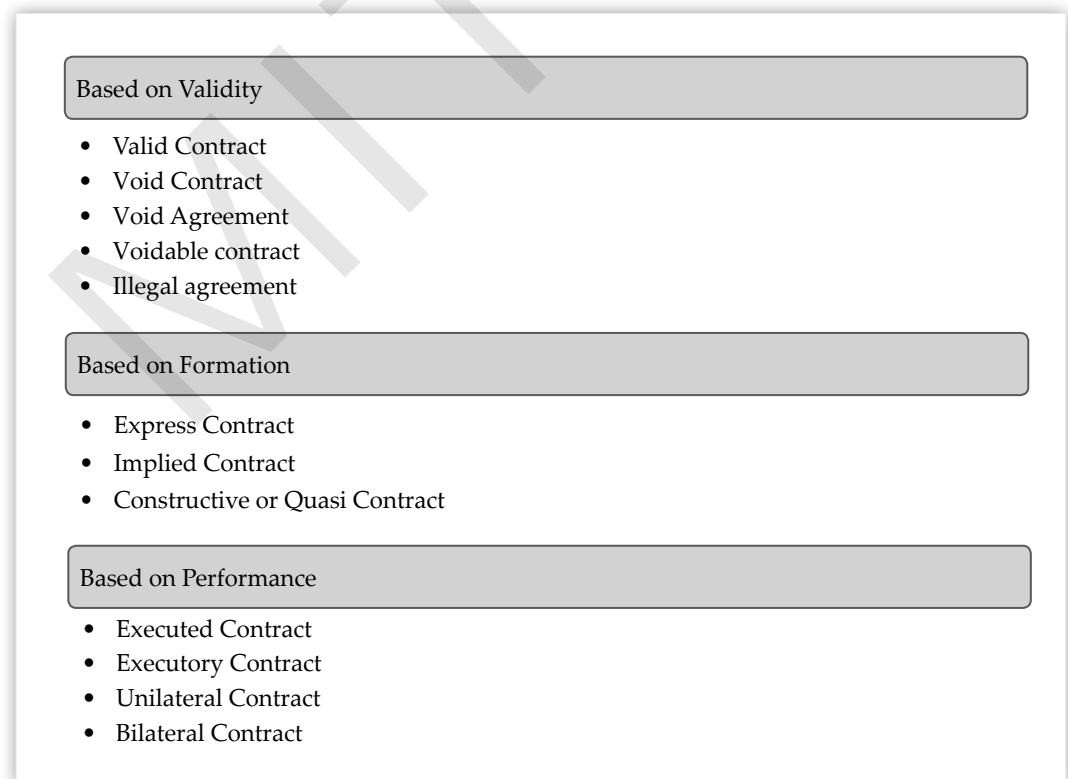 Based on Validity
• Valid Contract
• Void Contract
• Void Agreement
• Voidable contract
• Illegal agreement
Based on Formation
• Express Contract
• Implied Contract
• Constructive or Quasi Contract
Based on Performance
• Executed Contract
• Executory Contract
• Unilateral Contract
• Bilateral Contract